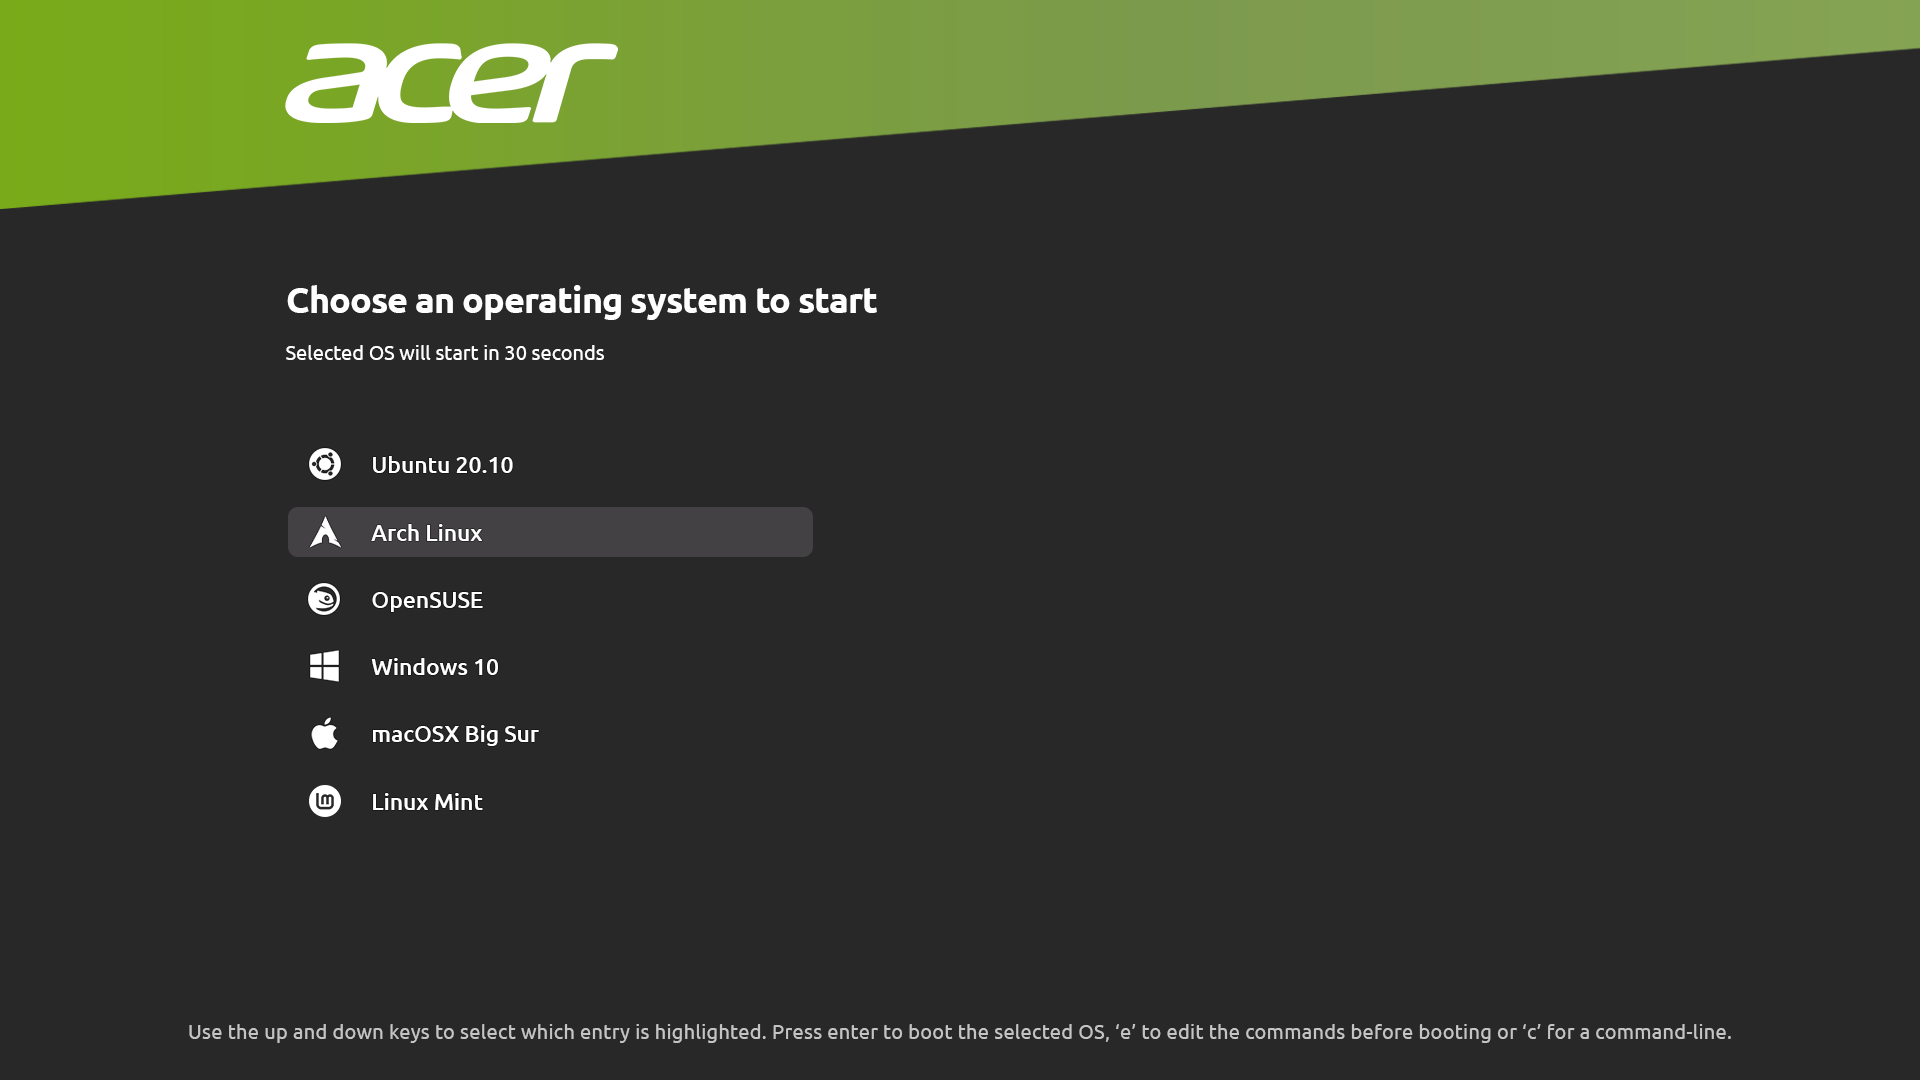 acer
Choose an operating system to start
Selected OS will start in 30 seconds
Ubuntu 20.10
Arch Linux
OpenSUSE
Windows 10
macOSX Big Sur
Linux Mint
Use the up and down keys to select which entry is highlighted. Press enter to boot the selected OS, ‘e’ to edit the commands before booting or ‘c’ for a command-line.